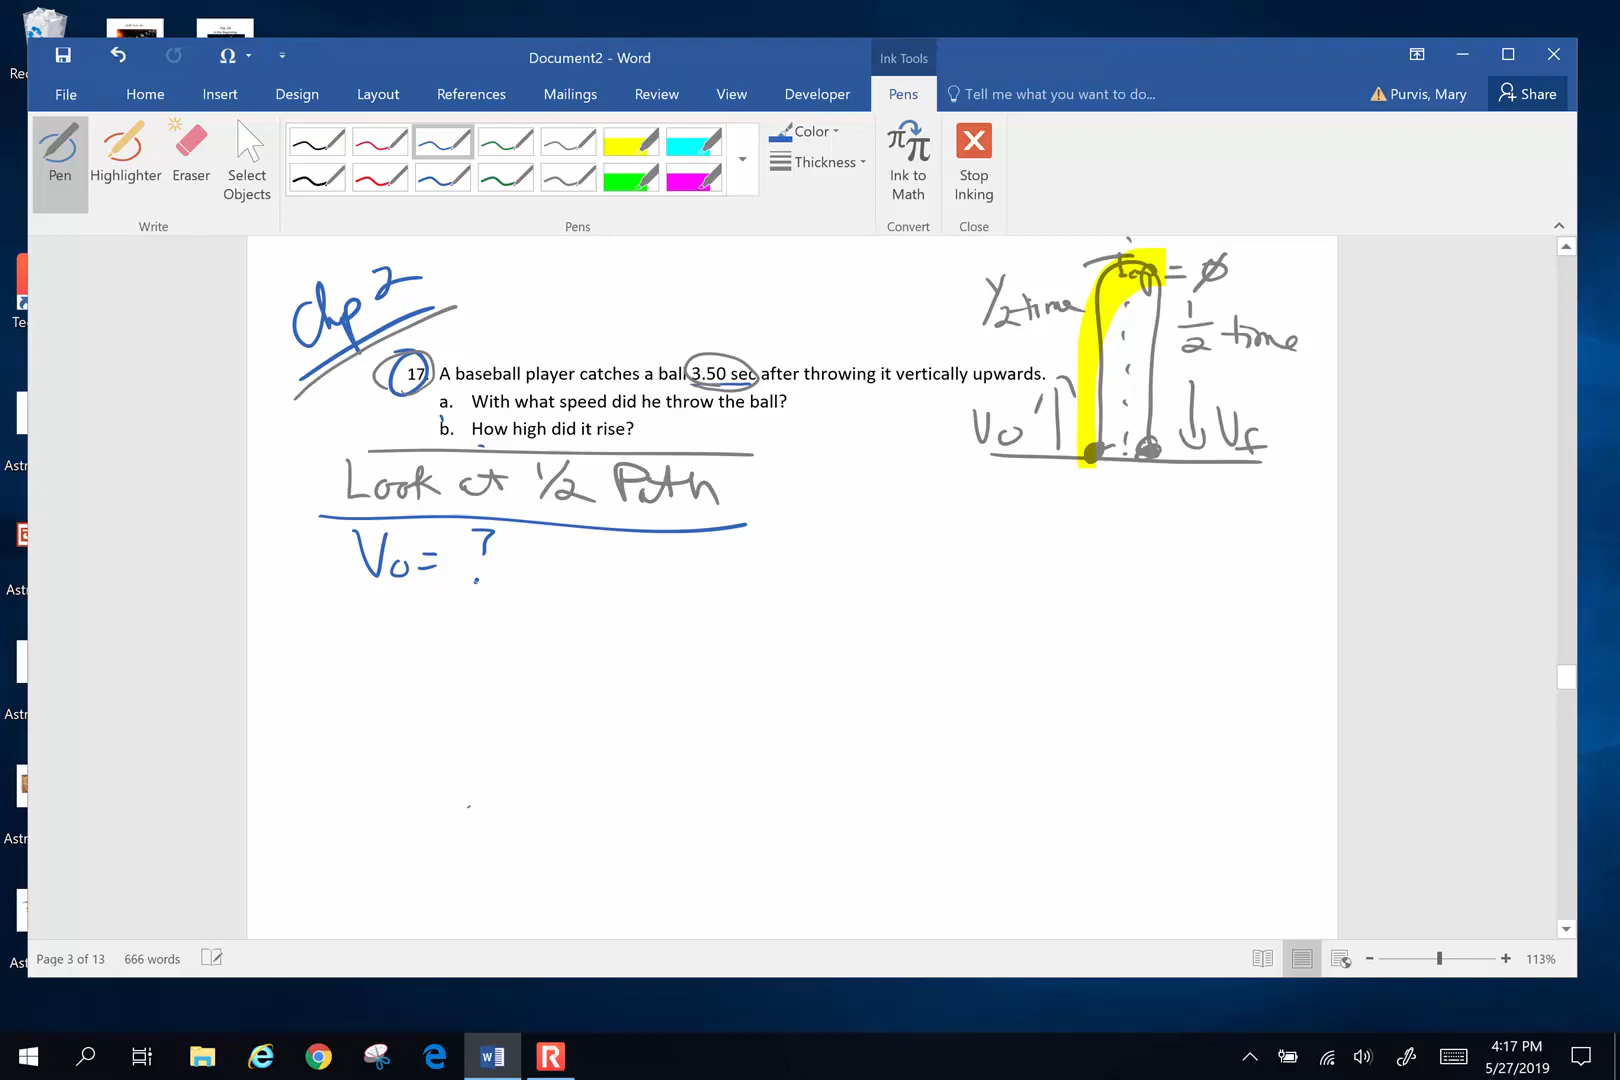 Document2 - Word
Ink Tools
File
Home
Insert
Design
Layout
References
Mailings
Review
View
Developer
Pens
Tell me what you want to do...
Purvis, Mary
Share
Pen
Highlighter
Eraser
Select Objects
Color
Thickness
Ink to Math
Stop Inking
Write
Pens
Convert
Close
Chp 2
Top = ∅
1/2 time
1/2 time
17. A baseball player catches a ball 3.50 sec after throwing it vertically upwards.
a. With what speed did he throw the ball?
b. How high did it rise?
Vo
Vf
Look at 1/2 Path
Vo = ?
Page 3 of 13
666 words
113%
4:17 PM
5/27/2019